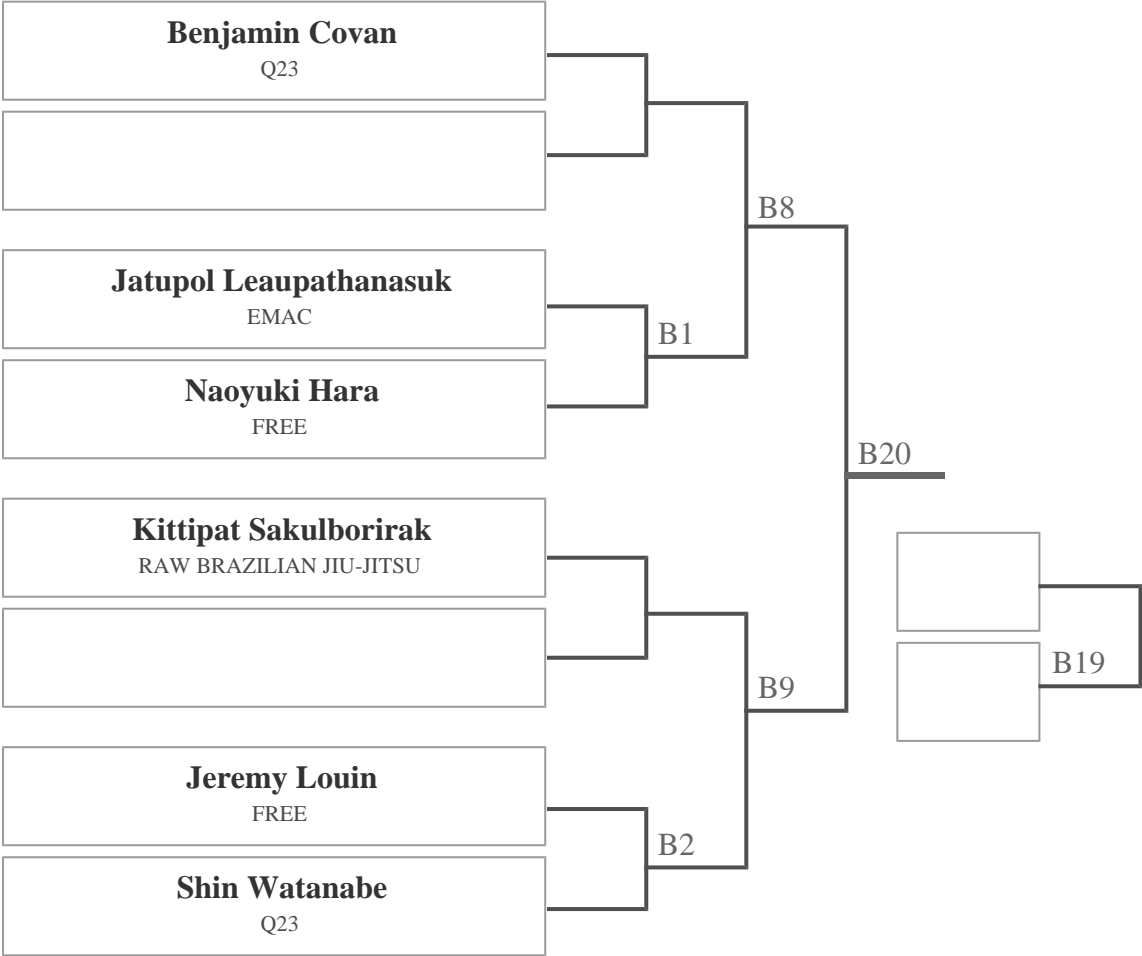 Benjamin Covan
Q23
B8
Jatupol Leaupathanasuk
EMAC
B1
Naoyuki Hara
FREE
B20
Kittipat Sakulborirak
RAW BRAZILIAN JIU-JITSU
B19
B9
Jeremy Louin
FREE
B2
Shin Watanabe
Q23